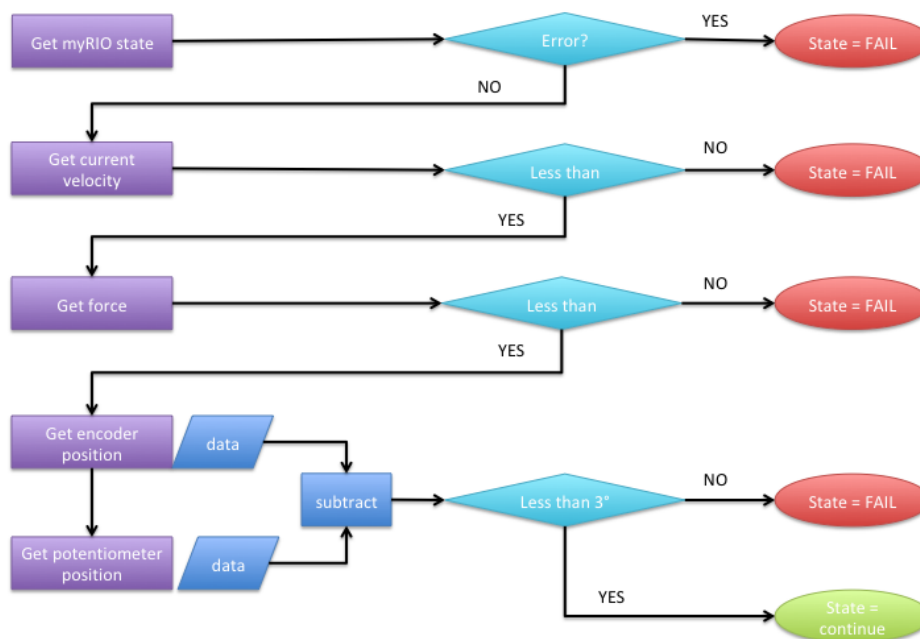 Get myRIO state
Error?
YES
State = FAIL
NO
Get current
velocity
Less than
NO
State = FAIL
YES
Get force
Less than
NO
State = FAIL
YES
Get encoder
position
data
subtract
Less than 3°
NO
State = FAIL
Get potentiometer
position
data
YES
State =
continue